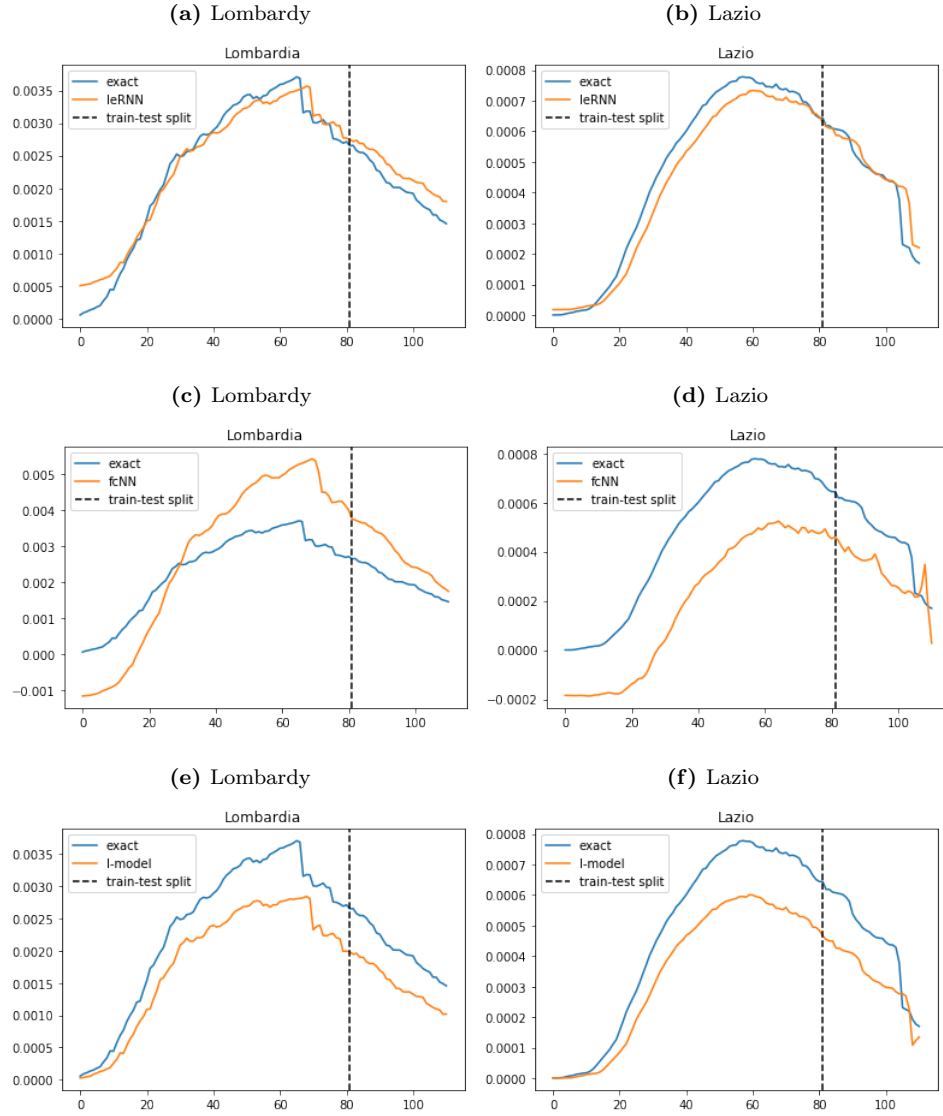 (a) Lombardy
(b) Lazio
Lombardia
exact
leRNN
train-test split
0.0035
0.0030
0.0025
0.0020
0.0015
0.0010
0.0005
0.0000
0 20 40 60 80 100
Lazio
exact
leRNN
train-test split
0.0008
0.0007
0.0006
0.0005
0.0004
0.0003
0.0002
0.0001
0.0000
0 20 40 60 80 100
(c) Lombardy
(d) Lazio
Lombardia
exact
fcNN
train-test split
0.005
0.004
0.003
0.002
0.001
0.000
−0.001
0 20 40 60 80 100
Lazio
exact
fcNN
train-test split
0.0008
0.0006
0.0004
0.0002
0.0000
−0.0002
0 20 40 60 80 100
(e) Lombardy
(f) Lazio
Lombardia
exact
l-model
train-test split
0.0035
0.0030
0.0025
0.0020
0.0015
0.0010
0.0005
0.0000
0 20 40 60 80 100
Lazio
exact
l-model
train-test split
0.0008
0.0007
0.0006
0.0005
0.0004
0.0003
0.0002
0.0001
0.0000
0 20 40 60 80 100